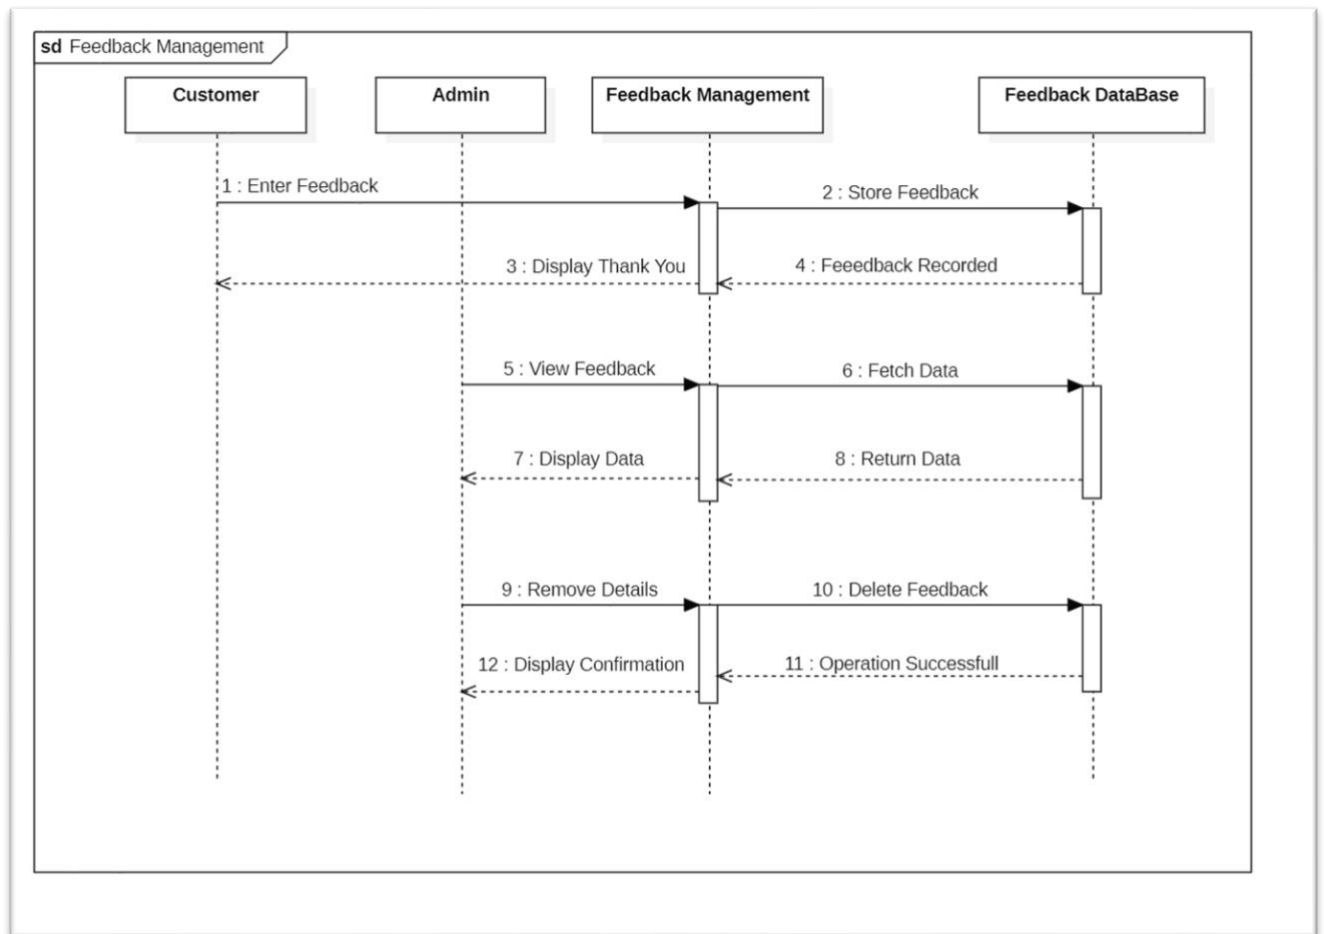 sd Feedback Management
Customer
Admin
Feedback Management
Feedback DataBase
1 : Enter Feedback
2 : Store Feedback
3 : Display Thank You
4 : Feeedback Recorded
5 : View Feedback
6 : Fetch Data
7 : Display Data
8 : Return Data
9 : Remove Details
10 : Delete Feedback
12 : Display Confirmation
11 : Operation Successfull